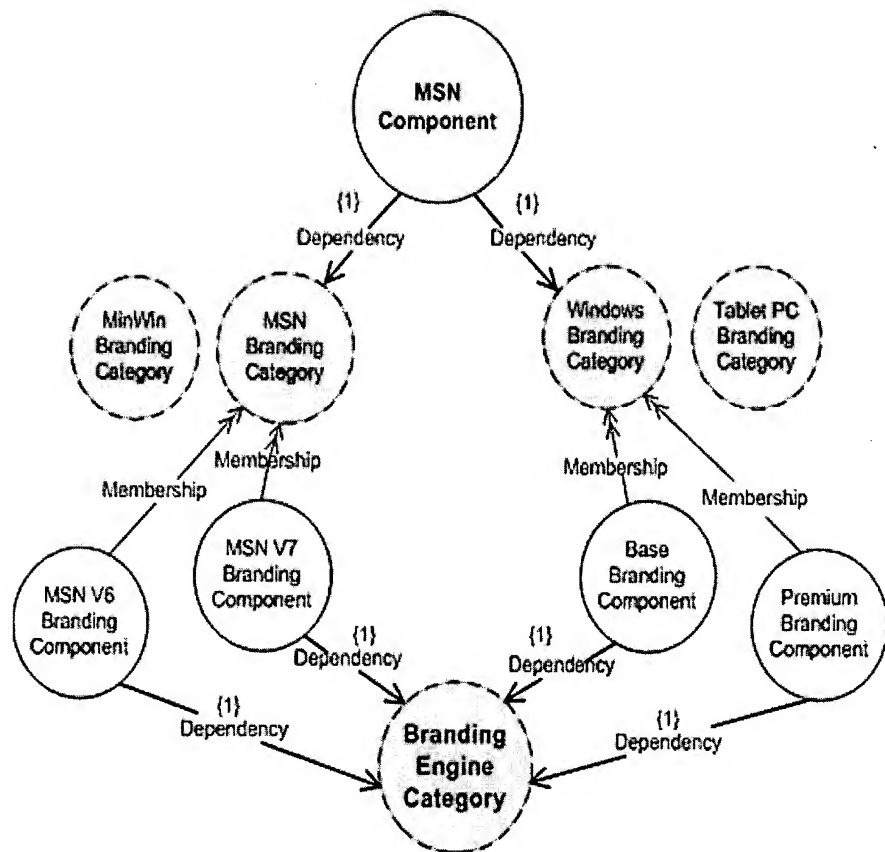 MSN
Component
{1}
Dependency
{1}
Dependency
MinWin
Branding
Category
MSN
Branding
Category
Windows
Branding
Category
Tablet PC
Branding
Category
Membership
Membership
Membership
Membership
MSN V6
Branding
Component
MSN V7
Branding
Component
Base
Branding
Component
Premium
Branding
Component
{1}
Dependency
{1}
Dependency
{1}
Dependency
{1}
Dependency
Branding
Engine
Category